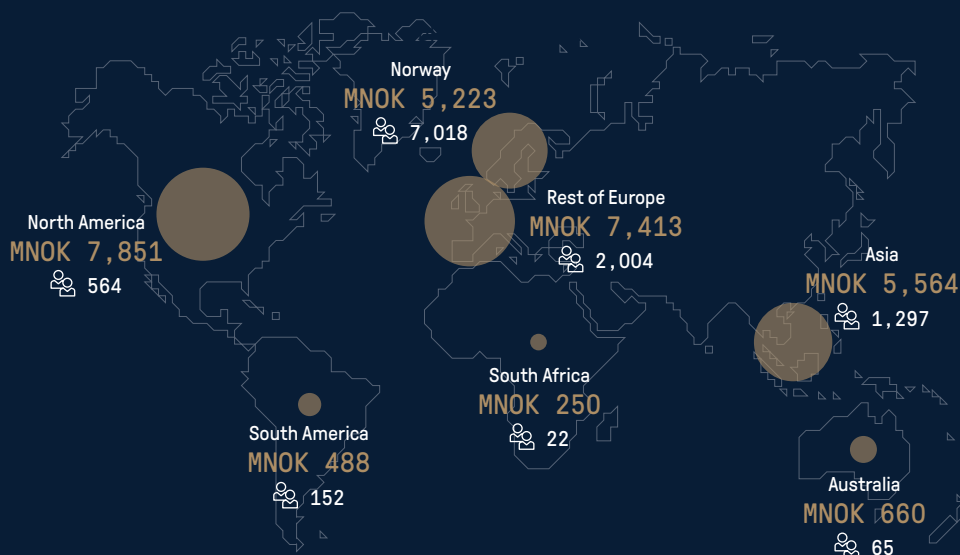 Norway
MNOK 5,223
7,018
Rest of Europe
MNOK 7,413
2,004
North America
MNOK 7,851
564
Asia
MNOK 5,564
1,297
South Africa
MNOK 250
22
South America
MNOK 488
152
Australia
MNOK 660
65